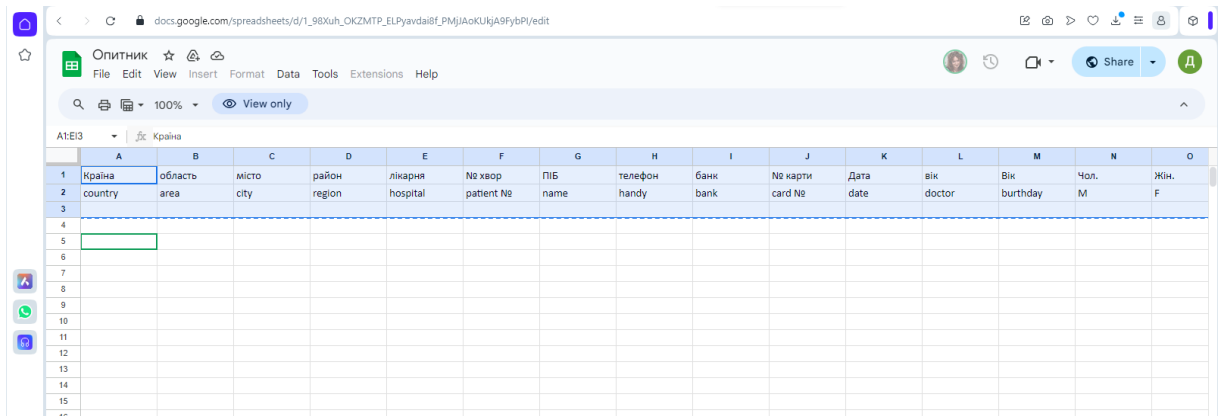 docs.google.com/spreadsheets/d/1_98Xuh_OKZMTP_ELPyavdai8f_PMjJAoKUkjA9FybPI/edit
Опитник
File Edit View Insert Format Data Tools Extensions Help
Share
Д
100% View only
A1:EI3 fx Країна
A B C D E F G H I J K L M N O
1 Країна область місто район лікарня № хвор ПІБ телефон банк № карти Дата вік Вік Чол. Жін.
2 country area city region hospital patient № name handy bank card № date doctor burthday M F
3
4
5
6
7
8
9
10
11
12
13
14
15